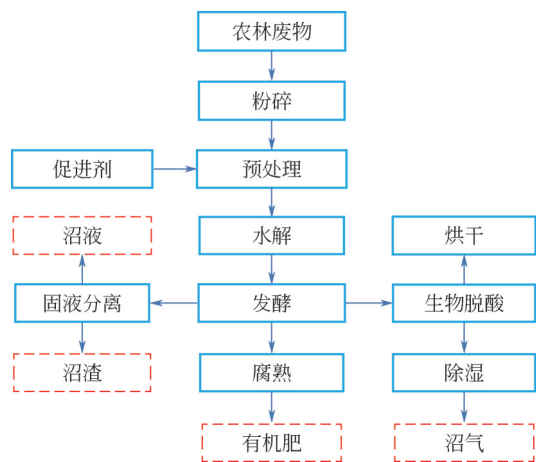 农林废物
粉碎
促进剂
预处理
沼液
水解
烘干
固液分离
发酵
生物脱酸
沼渣
腐熟
除湿
有机肥
沼气